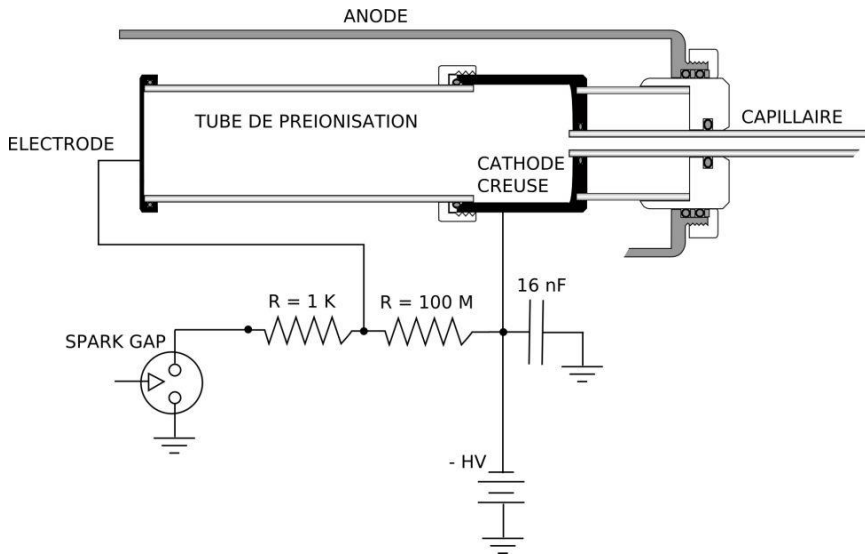 ANODE
TUBE DE PREIONISATION
CAPILLAIRE
ELECTRODE
CATHODE
CREUSE
16 nF
R = 1 K
R = 100 M
SPARK GAP
- HV